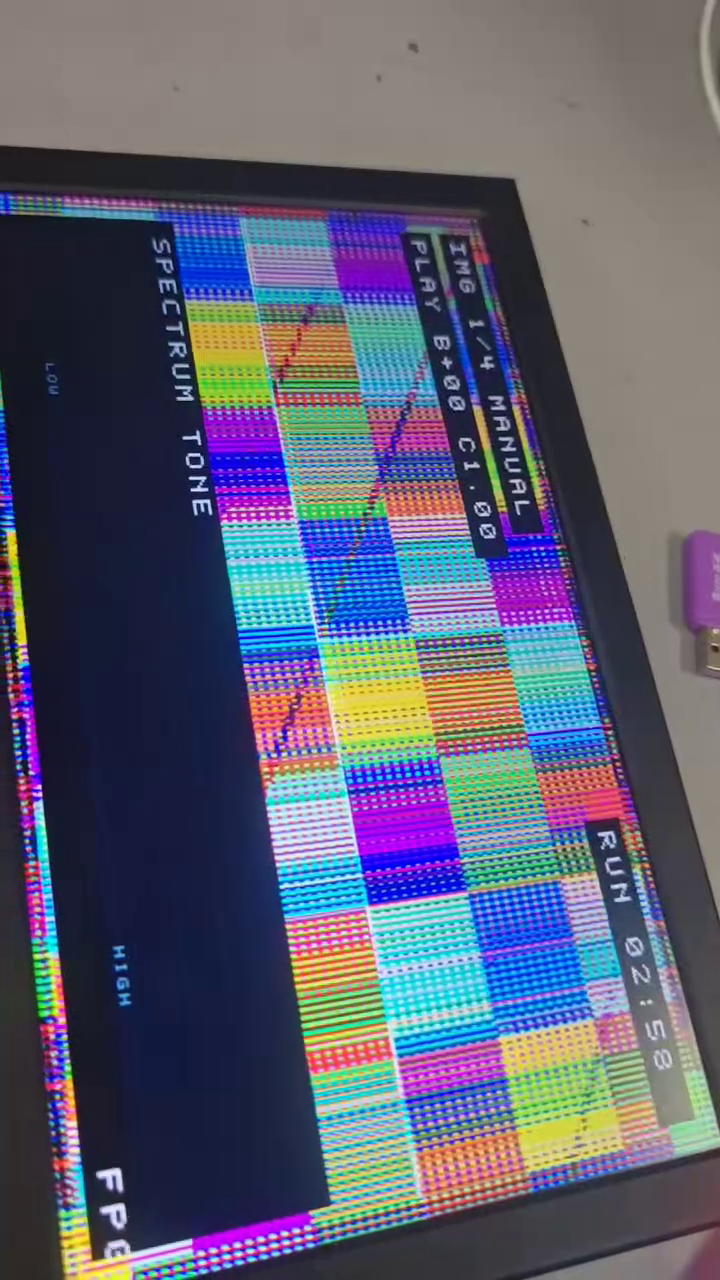 IMG 1/4 MANUAL
PLAY B+00 C1.00
RUN 02:58
SPECTRUM TONE
LOW
HIGH